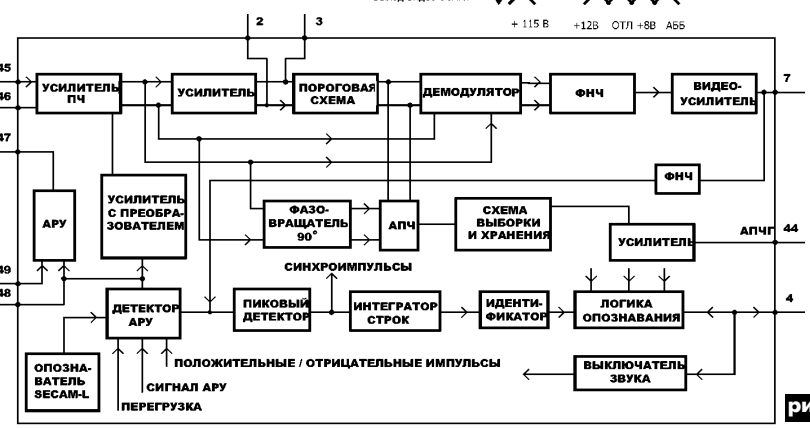 + 115 В
+12В ОТЛ +8В АББ
2
3
45
46
47
49
48
7
44
4
УСИЛИТЕЛЬ
ПЧ
УСИЛИТЕЛЬ
ПОРОГОВАЯ
СХЕМА
ДЕМОДУЛЯТОР
ФНЧ
ВИДЕО-
УСИЛИТЕЛЬ
ФНЧ
АРУ
УСИЛИТЕЛЬ
С ПРЕОБРА-
ЗОВАТЕЛЕМ
ФАЗО-
ВРАЩАТЕЛЬ
90°
АПЧ
СХЕМА
ВЫБОРКИ
И ХРАНЕНИЯ
УСИЛИТЕЛЬ
АПЧГ
СИНХРОИМПУЛЬСЫ
ДЕТЕКТОР
АРУ
ПИКОВЫЙ
ДЕТЕКТОР
ИНТЕГРАТОР
СТРОК
ИДЕНТИ-
ФИКАТОР
ЛОГИКА
ОПОЗНАВАНИЯ
ОПОЗНА-
ВАТЕЛЬ
SECAM-L
ПОЛОЖИТЕЛЬНЫЕ / ОТРИЦАТЕЛЬНЫЕ ИМПУЛЬСЫ
СИГНАЛ АРУ
ПЕРЕГРУЗКА
ВЫКЛЮЧАТЕЛЬ
ЗВУКА